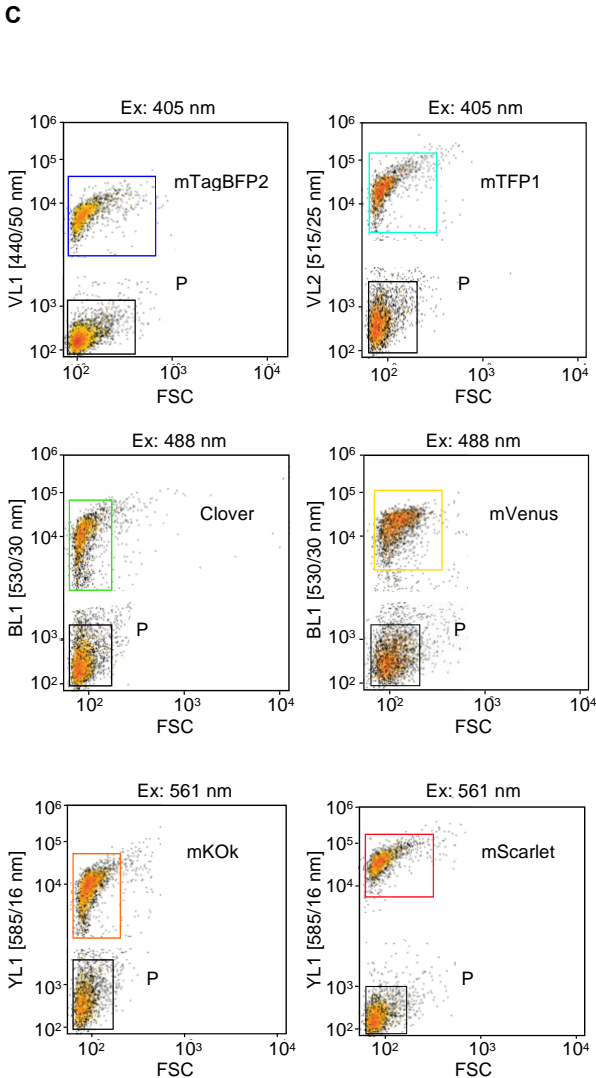 C
Ex: 405 nm
Ex: 405 nm
VL1 [440/50 nm]
10⁶
10⁵
10⁴
10³
10²
mTagBFP2
P
10²
10³
10⁴
FSC
VL2 [515/25 nm]
10⁶
10⁵
10⁴
10³
10²
mTFP1
P
10²
10³
10⁴
FSC
Ex: 488 nm
Ex: 488 nm
BL1 [530/30 nm]
10⁶
10⁵
10⁴
10³
10²
Clover
P
10²
10³
10⁴
FSC
BL1 [530/30 nm]
10⁶
10⁵
10⁴
10³
10²
mVenus
P
10²
10³
10⁴
FSC
Ex: 561 nm
Ex: 561 nm
YL1 [585/16 nm]
10⁶
10⁵
10⁴
10³
10²
mKOk
P
10²
10³
10⁴
FSC
YL1 [585/16 nm]
10⁶
10⁵
10⁴
10³
10²
mScarlet
P
10²
10³
10⁴
FSC